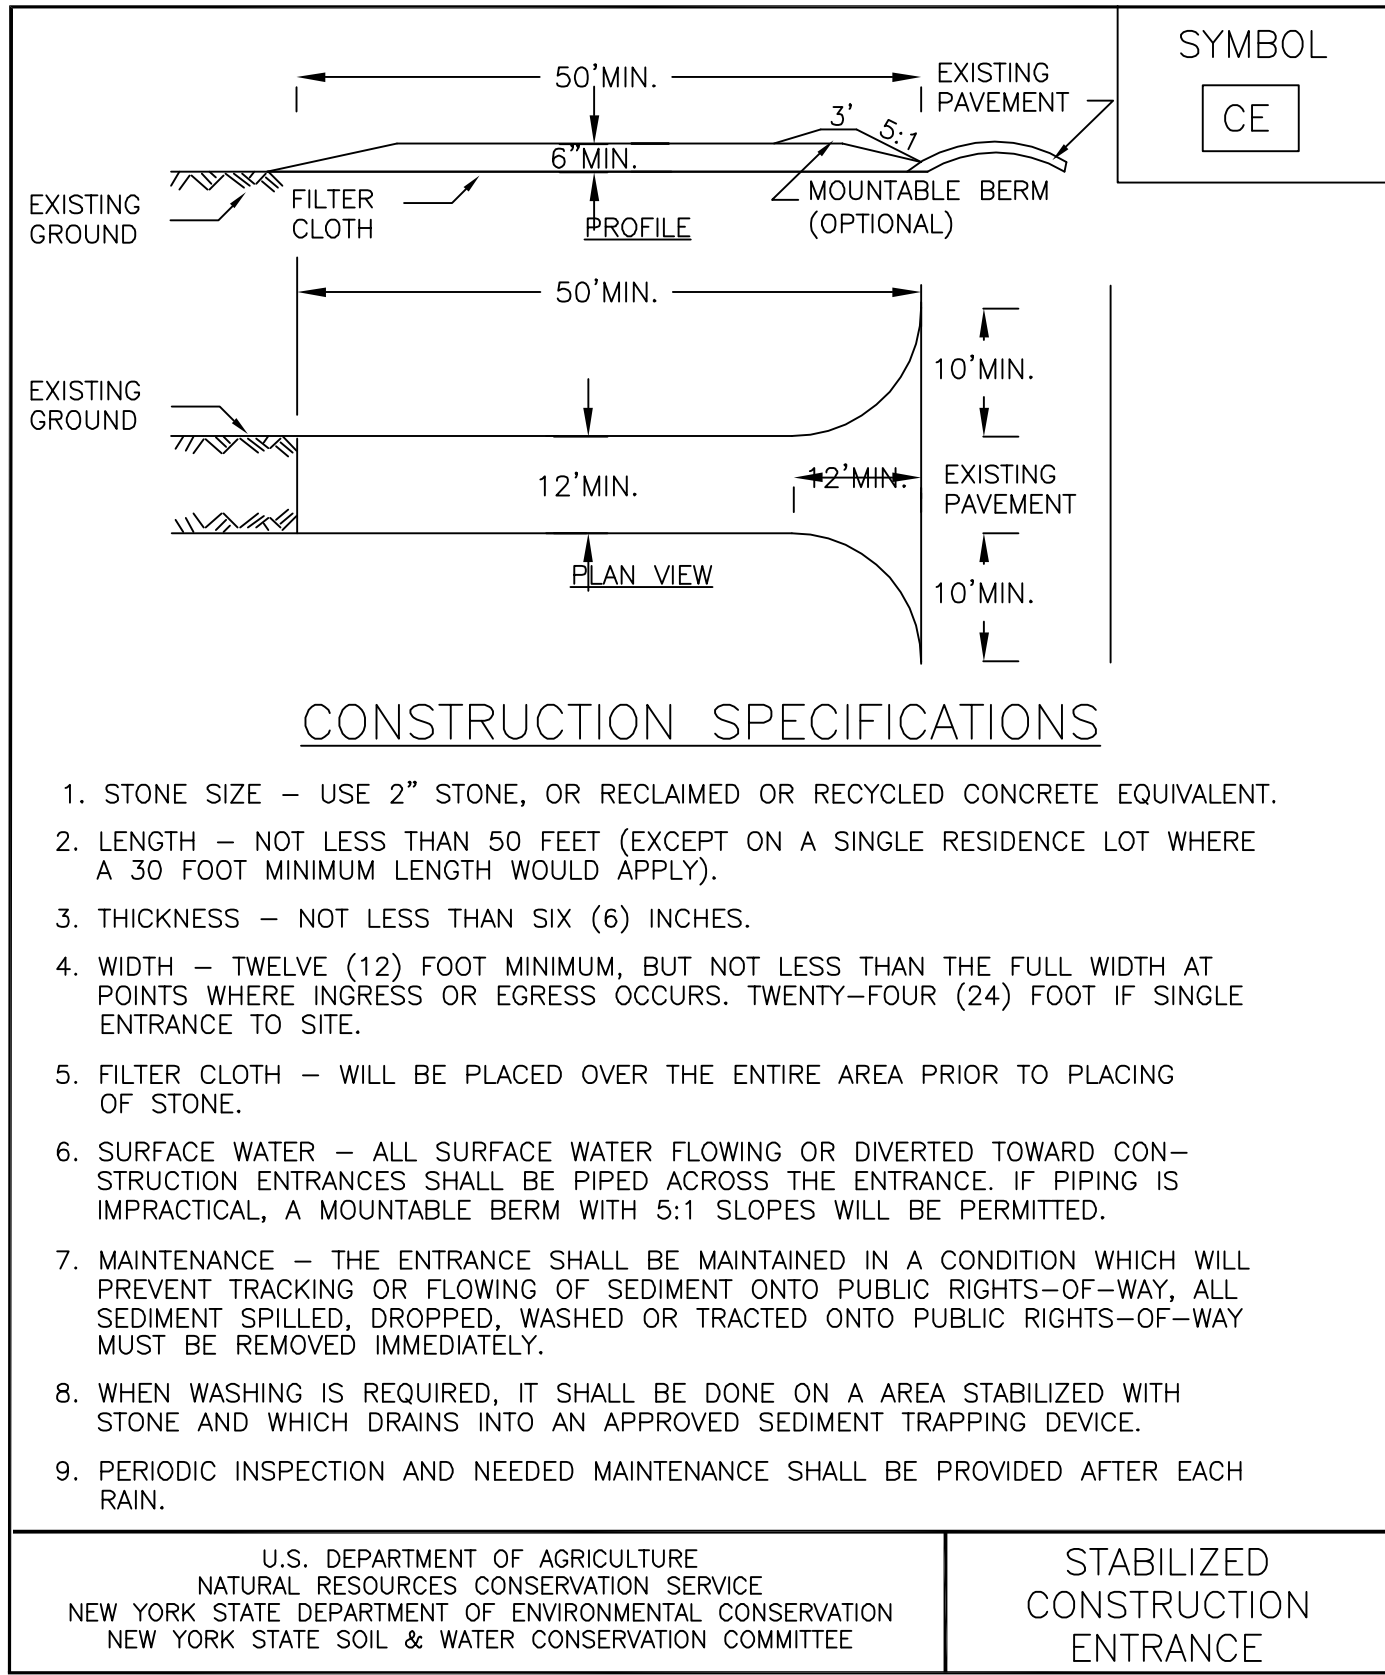 SYMBOL
CE
50'MIN.
EXISTING
PAVEMENT
3'
5:1
6"MIN.
EXISTING
GROUND
FILTER
CLOTH
PROFILE
MOUNTABLE BERM
(OPTIONAL)
50'MIN.
10'MIN.
EXISTING
GROUND
12'MIN.
12'MIN.
EXISTING
PAVEMENT
10'MIN.
PLAN VIEW
CONSTRUCTION SPECIFICATIONS
1. STONE SIZE – USE 2" STONE, OR RECLAIMED OR RECYCLED CONCRETE EQUIVALENT.
2. LENGTH – NOT LESS THAN 50 FEET (EXCEPT ON A SINGLE RESIDENCE LOT WHERE
A 30 FOOT MINIMUM LENGTH WOULD APPLY).
3. THICKNESS – NOT LESS THAN SIX (6) INCHES.
4. WIDTH – TWELVE (12) FOOT MINIMUM, BUT NOT LESS THAN THE FULL WIDTH AT
POINTS WHERE INGRESS OR EGRESS OCCURS. TWENTY–FOUR (24) FOOT IF SINGLE
ENTRANCE TO SITE.
5. FILTER CLOTH – WILL BE PLACED OVER THE ENTIRE AREA PRIOR TO PLACING
OF STONE.
6. SURFACE WATER – ALL SURFACE WATER FLOWING OR DIVERTED TOWARD CON–
STRUCTION ENTRANCES SHALL BE PIPED ACROSS THE ENTRANCE. IF PIPING IS
IMPRACTICAL, A MOUNTABLE BERM WITH 5:1 SLOPES WILL BE PERMITTED.
7. MAINTENANCE – THE ENTRANCE SHALL BE MAINTAINED IN A CONDITION WHICH WILL
PREVENT TRACKING OR FLOWING OF SEDIMENT ONTO PUBLIC RIGHTS–OF–WAY, ALL
SEDIMENT SPILLED, DROPPED, WASHED OR TRACTED ONTO PUBLIC RIGHTS–OF–WAY
MUST BE REMOVED IMMEDIATELY.
8. WHEN WASHING IS REQUIRED, IT SHALL BE DONE ON A AREA STABILIZED WITH
STONE AND WHICH DRAINS INTO AN APPROVED SEDIMENT TRAPPING DEVICE.
9. PERIODIC INSPECTION AND NEEDED MAINTENANCE SHALL BE PROVIDED AFTER EACH
RAIN.
U.S. DEPARTMENT OF AGRICULTURE
NATURAL RESOURCES CONSERVATION SERVICE
NEW YORK STATE DEPARTMENT OF ENVIRONMENTAL CONSERVATION
NEW YORK STATE SOIL & WATER CONSERVATION COMMITTEE
STABILIZED
CONSTRUCTION
ENTRANCE